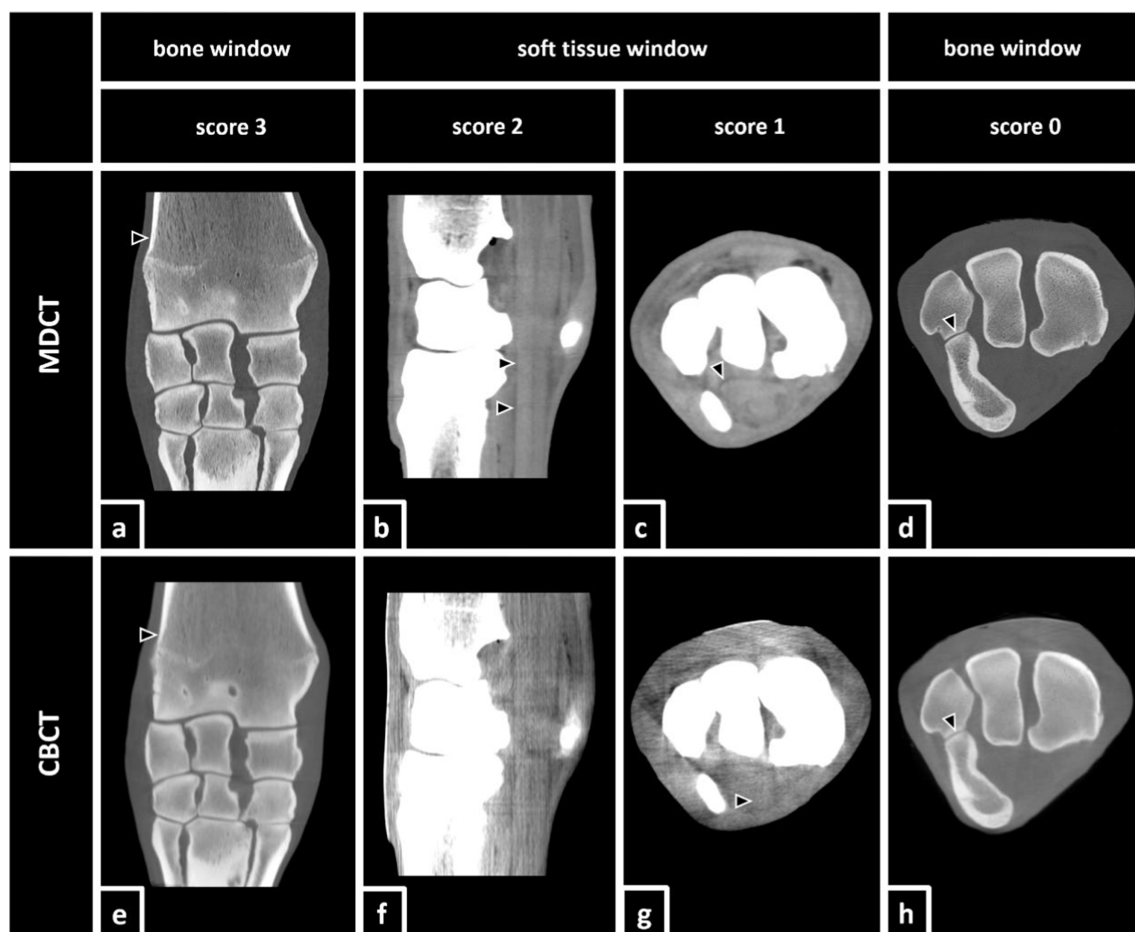 bone window
soft tissue window
bone window
score 3
score 2
score 1
score 0
MDCT
a
b
c
d
CBCT
e
f
g
h